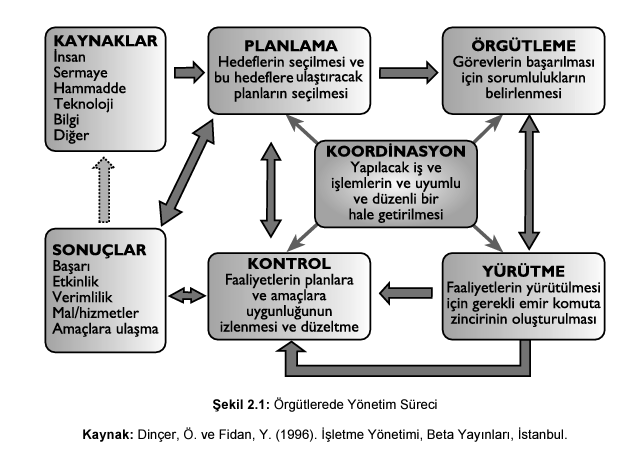 KAYNAKLAR
İnsan
Sermaye
Hammadde
Teknoloji
Bilgi
Diğer
PLANLAMA
Hedeflerin seçilmesi ve
bu hedeflere ulaştıracak
planların seçilmesi
ÖRGÜTLEME
Görevlerin başarılması
için sorumlulukların
belirlenmesi
KOORDİNASYON
Yapılacak iş ve
işlemlerin ve uyumlu
ve düzenli bir
hale getirilmesi
SONUÇLAR
Başarı
Etkinlik
Verimlilik
Mal/hizmetler
Amaçlara ulaşma
KONTROL
Faaliyetlerin planlara
ve amaçlara
uygunluğunun
izlenmesi ve düzeltme
YÜRÜTME
Faaliyetlerin yürütülmesi
için gerekli emir komuta
zincirinin oluşturulması
Şekil 2.1: Örgütlerede Yönetim Süreci
Kaynak: Dinçer, Ö. ve Fidan, Y. (1996). İşletme Yönetimi, Beta Yayınları, İstanbul.